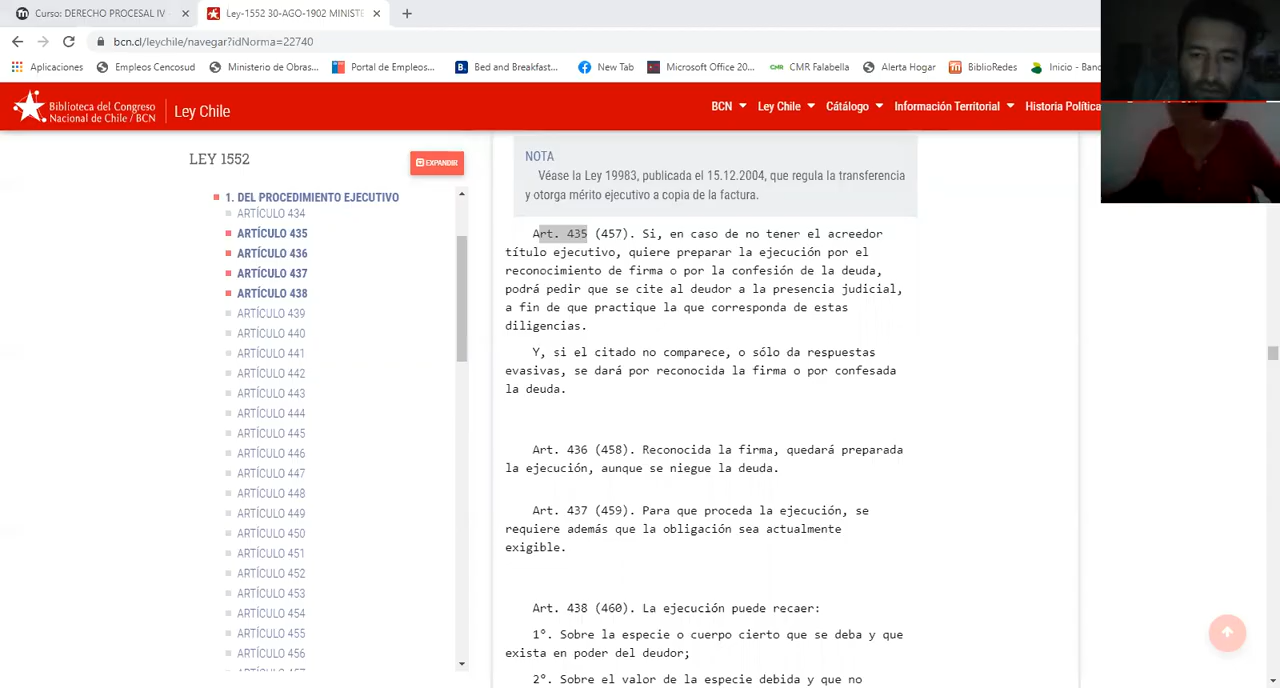 Curso: DERECHO PROCESAL IV
Ley-1552 30-AGO-1902 MINISTE
bcn.cl/leychile/navegar?idNorma=22740
Aplicaciones
Empleos Cencosud
Ministerio de Obras...
Portal de Empleos...
Bed and Breakfast...
New Tab
Microsoft Office 20...
CMR Falabella
Alerta Hogar
BiblioRedes
Inicio - Banc
Biblioteca del Congreso
Nacional de Chile / BCN
Ley Chile
BCN
Ley Chile
Catálogo
Información Territorial
Historia Política
LEY 1552
EXPANDIR
1. DEL PROCEDIMIENTO EJECUTIVO
ARTÍCULO 434
ARTÍCULO 435
ARTÍCULO 436
ARTÍCULO 437
ARTÍCULO 438
ARTÍCULO 439
ARTÍCULO 440
ARTÍCULO 441
ARTÍCULO 442
ARTÍCULO 443
ARTÍCULO 444
ARTÍCULO 445
ARTÍCULO 446
ARTÍCULO 447
ARTÍCULO 448
ARTÍCULO 449
ARTÍCULO 450
ARTÍCULO 451
ARTÍCULO 452
ARTÍCULO 453
ARTÍCULO 454
ARTÍCULO 455
ARTÍCULO 456
NOTA
Véase la Ley 19983, publicada el 15.12.2004, que regula la transferencia
y otorga mérito ejecutivo a copia de la factura.
Art. 435 (457). Si, en caso de no tener el acreedor
título ejecutivo, quiere preparar la ejecución por el
reconocimiento de firma o por la confesión de la deuda,
podrá pedir que se cite al deudor a la presencia judicial,
a fin de que practique la que corresponda de estas
diligencias.
Y, si el citado no comparece, o sólo da respuestas
evasivas, se dará por reconocida la firma o por confesada
la deuda.
Art. 436 (458). Reconocida la firma, quedará preparada
la ejecución, aunque se niegue la deuda.
Art. 437 (459). Para que proceda la ejecución, se
requiere además que la obligación sea actualmente
exigible.
Art. 438 (460). La ejecución puede recaer:
1°. Sobre la especie o cuerpo cierto que se deba y que
exista en poder del deudor;
2°. Sobre el valor de la especie debida y que no